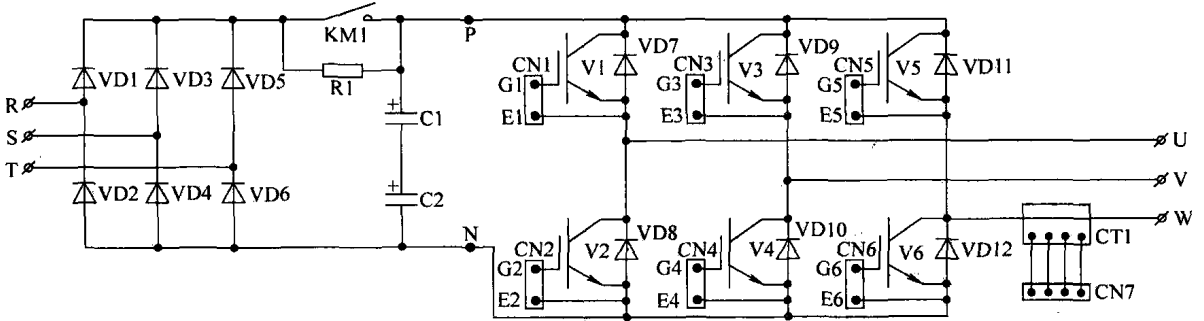 KM1
P
R1
VD1
VD3
VD5
R
S
T
VD2
VD4
VD6
C1
C2
N
CN1
G1
E1
V1
VD7
CN3
G3
E3
V3
VD9
CN5
G5
E5
V5
VD11
U
V
W
CN2
G2
E2
V2
VD8
CN4
G4
E4
V4
VD10
CN6
G6
E6
V6
VD12
CT1
CN7